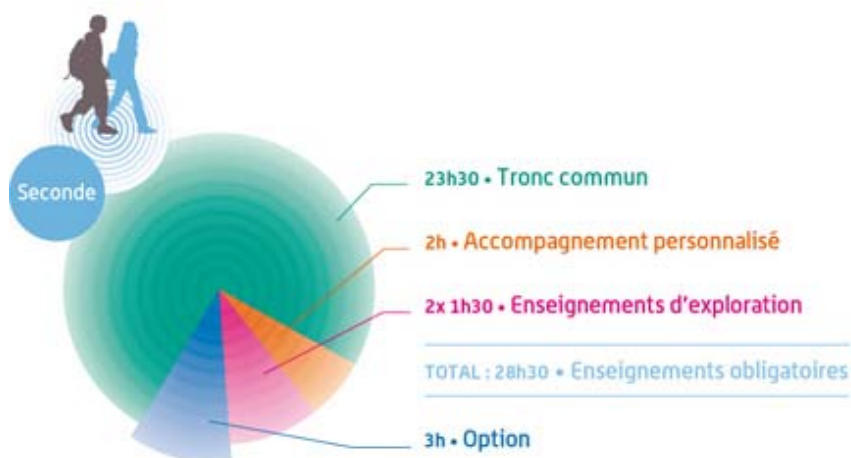 Seconde
23h30 • Tronc commun
2h • Accompagnement personnalisé
2x 1h30 • Enseignements d'exploration
TOTAL : 28h30 • Enseignements obligatoires
3h • Option